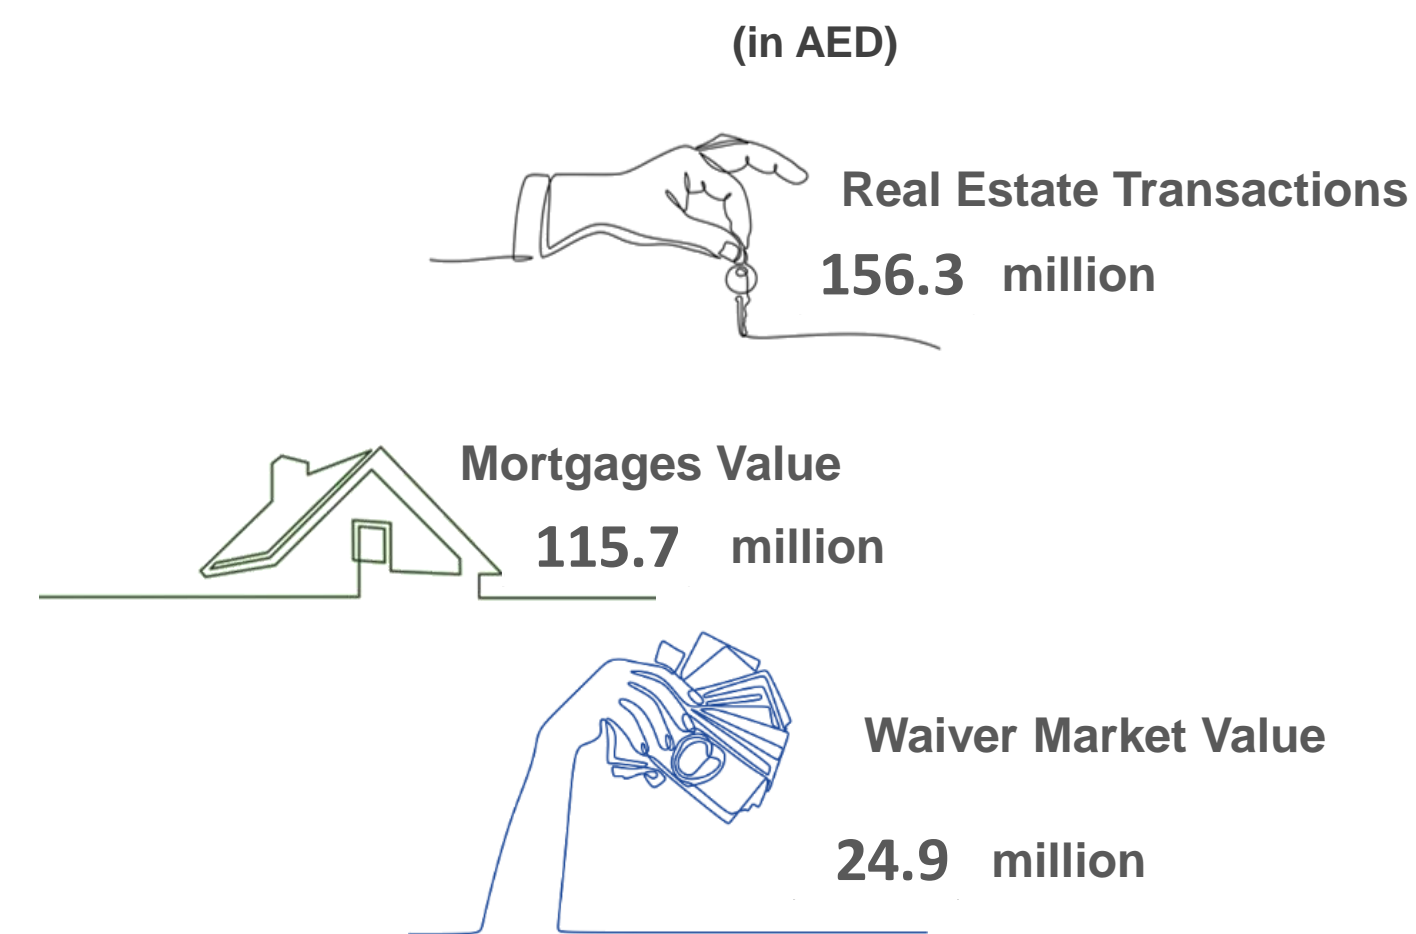 (in AED)
Real Estate Transactions
156.3 million
Mortgages Value
115.7 million
Waiver Market Value
24.9 million